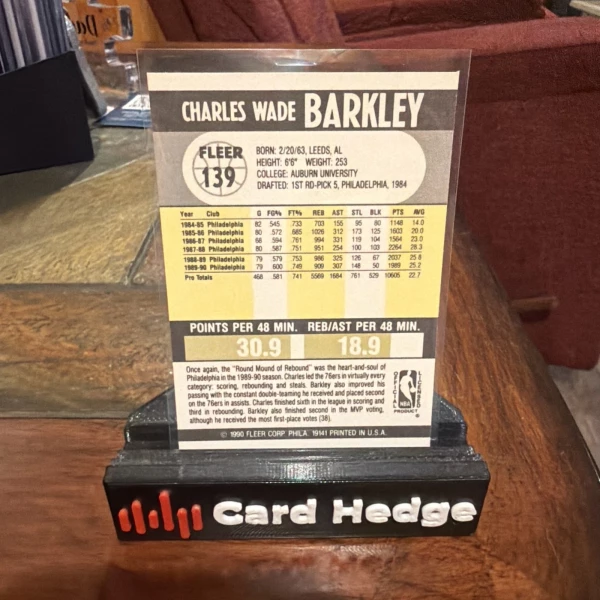 CHARLES WADE BARKLEY
FLEER
139
BORN: 2/20/63, LEEDS, AL
HEIGHT: 6'6" WEIGHT: 253
COLLEGE: AUBURN UNIVERSITY
DRAFTED: 1ST RD-PICK 5, PHILADELPHIA, 1984
Year Club G FG% FT% REB AST STL BLK PTS AVG
1984-85 Philadelphia 82 .545 .733 703 155 95 80 1148 14.0
1985-86 Philadelphia 80 .572 .685 1026 312 173 125 1603 20.0
1986-87 Philadelphia 68 .594 .761 994 331 119 104 1564 23.0
1987-88 Philadelphia 80 .587 .751 951 254 100 103 2264 28.3
1988-89 Philadelphia 79 .579 .753 986 325 126 67 2037 25.8
1989-90 Philadelphia 79 .600 .749 909 307 148 50 1989 25.2
Pro Totals 468 .581 .741 5569 1684 761 529 10605 22.7
POINTS PER 48 MIN. REB/AST PER 48 MIN.
30.9 18.9
Once again, the "Round Mound of Rebound" was the heart-and-soul of
Philadelphia in the 1989-90 season. Charles led the 76ers in virtually every
category: scoring, rebounding and steals. Barkley also improved his
passing with the constant double-teaming he received and placed second
on the 76ers in assists. Charles finished sixth in the league in scoring and
third in rebounding. Barkley also finished second in the MVP voting,
although he received the most first-place votes (38).
OFFICIAL LICENSED
NBA
PRODUCT
© 1990 FLEER CORP. PHILA. 19141 PRINTED IN U.S.A.
Card Hedge